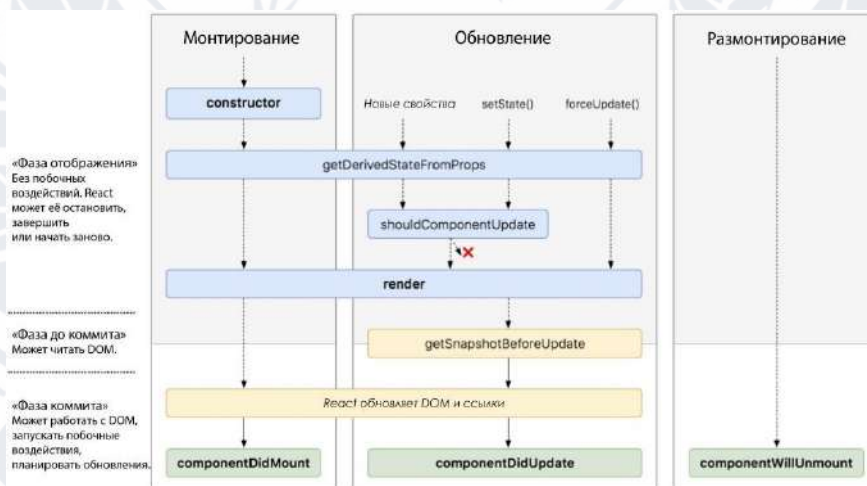 Монтирование
Обновление
Размонтирование
constructor
Новые свойства
setState()
forceUpdate()
«Фаза отображения»
Без побочных
воздействий. React
может её остановить,
завершить
или начать заново.
getDerivedStateFromProps
shouldComponentUpdate
render
«Фаза до коммита»
Может читать DOM.
getSnapshotBeforeUpdate
«Фаза коммита»
Может работать с DOM,
запускать побочные
воздействия,
планировать обновления.
React обновляет DOM и ссылки
componentDidMount
componentDidUpdate
componentWillUnmount